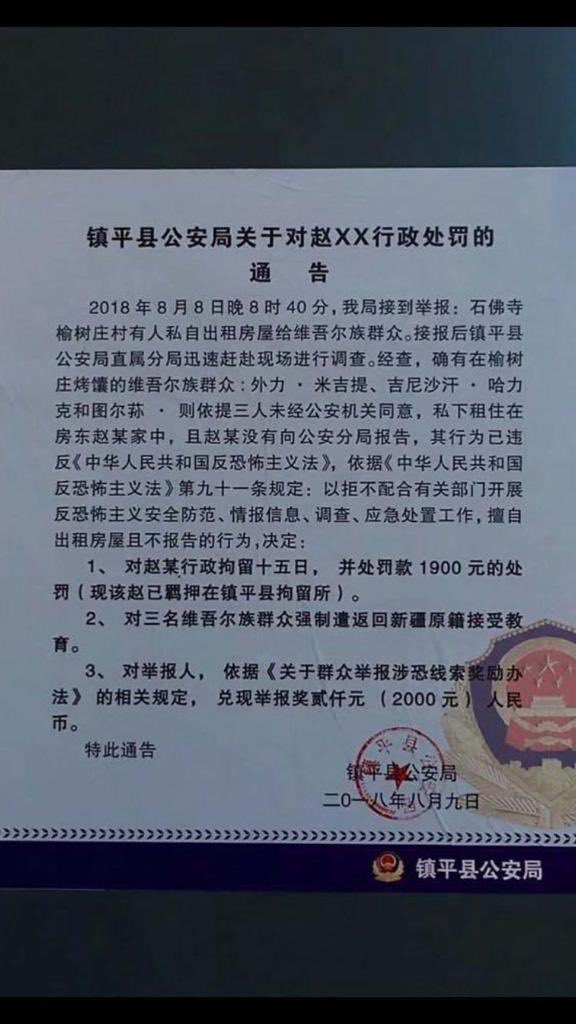 镇平县公安局关于对赵XX行政处罚的
通 告
2018年8月8日晚8时40分，我局接到举报：石佛寺
榆树庄村有人私自出租房屋给维吾尔族群众。接报后镇平县
公安局直属分局迅速赶赴现场进行调查。经查，确有在榆树
庄烤馕的维吾尔族群众：外力·米吉提、吉尼沙汗·哈力
克和图尔荪·则依提三人未经公安机关同意，私下租住在
房东赵某家中，且赵某没有向公安分局报告，其行为已违
反《中华人民共和国反恐怖主义法》，依据《中华人民共和国
反恐怖主义法》第九十一条规定：以拒不配合有关部门开展
反恐怖主义安全防范、情报信息、调查、应急处置工作，擅自
出租房屋且不报告的行为，决定：
1、对赵某行政拘留十五日，并处罚款1900元的处
罚（现该赵已羁押在镇平县拘留所）。
2、对三名维吾尔族群众强制遣返回新疆原籍接受教
育。
3、对举报人，依据《关于群众举报涉恐线索奖励办
法》的相关规定，兑现举报奖贰仟元（2000元）人民
币。
特此通告
镇平县公安局
二0一八年八月九日
镇平县公安局